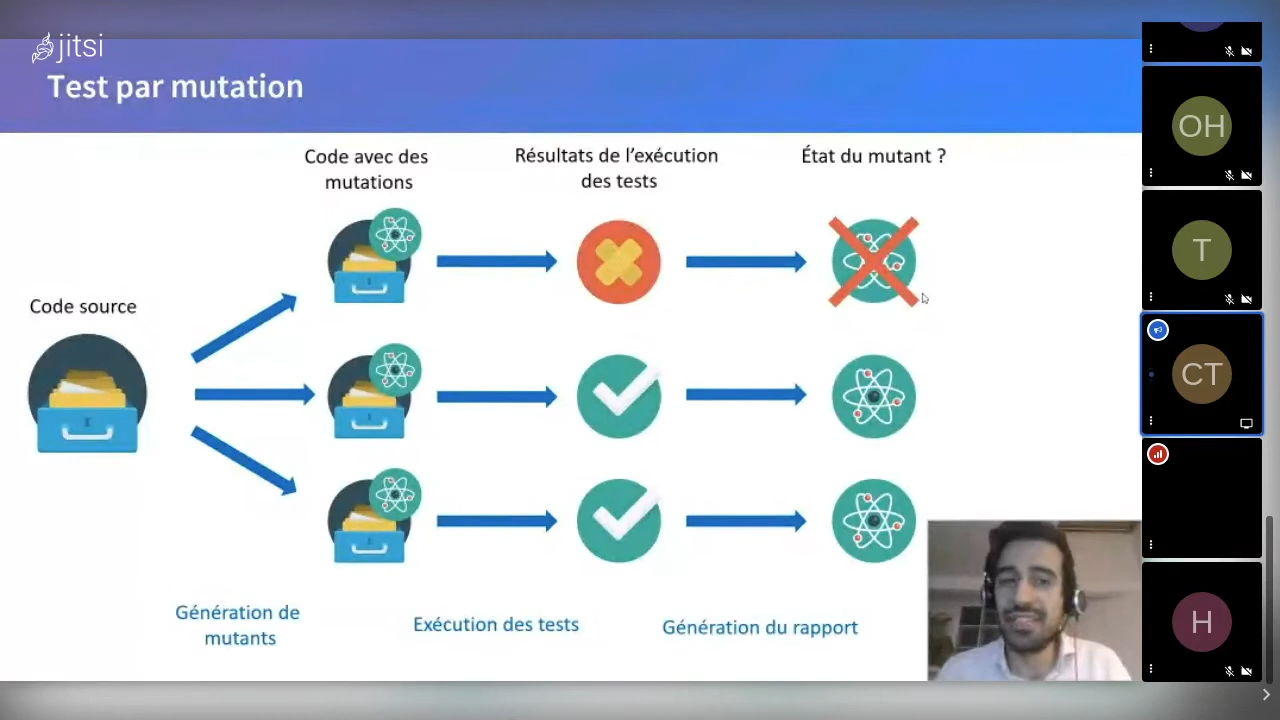 jitsi
Test par mutation
Code avec des
mutations
Résultats de l'exécution
des tests
État du mutant ?
Code source
Génération de
mutants
Exécution des tests
Génération du rapport
OH
T
CT
H